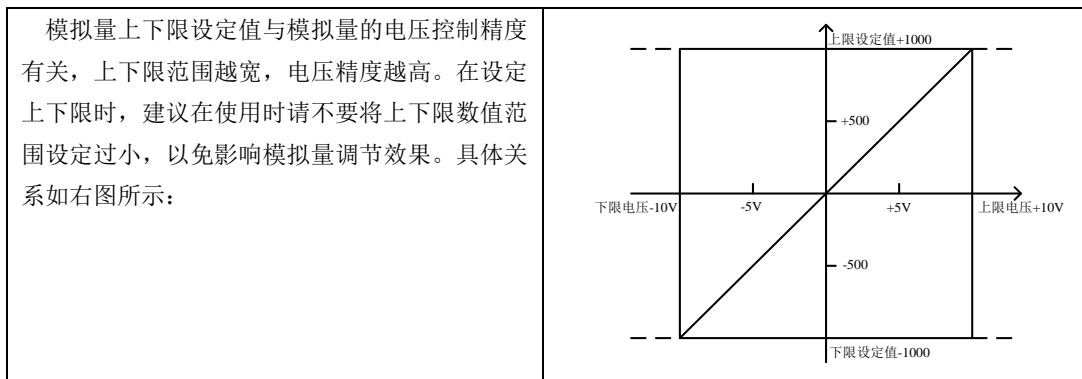 模拟量上下限设定值与模拟量的电压控制精度
有关，上下限范围越宽，电压精度越高。在设定
上下限时，建议在使用时请不要将上下限数值范
围设定过小，以免影响模拟量调节效果。具体关
系如右图所示：
上限设定值+1000
+500
下限电压-10V
-5V
+5V
上限电压+10V
-500
下限设定值-1000